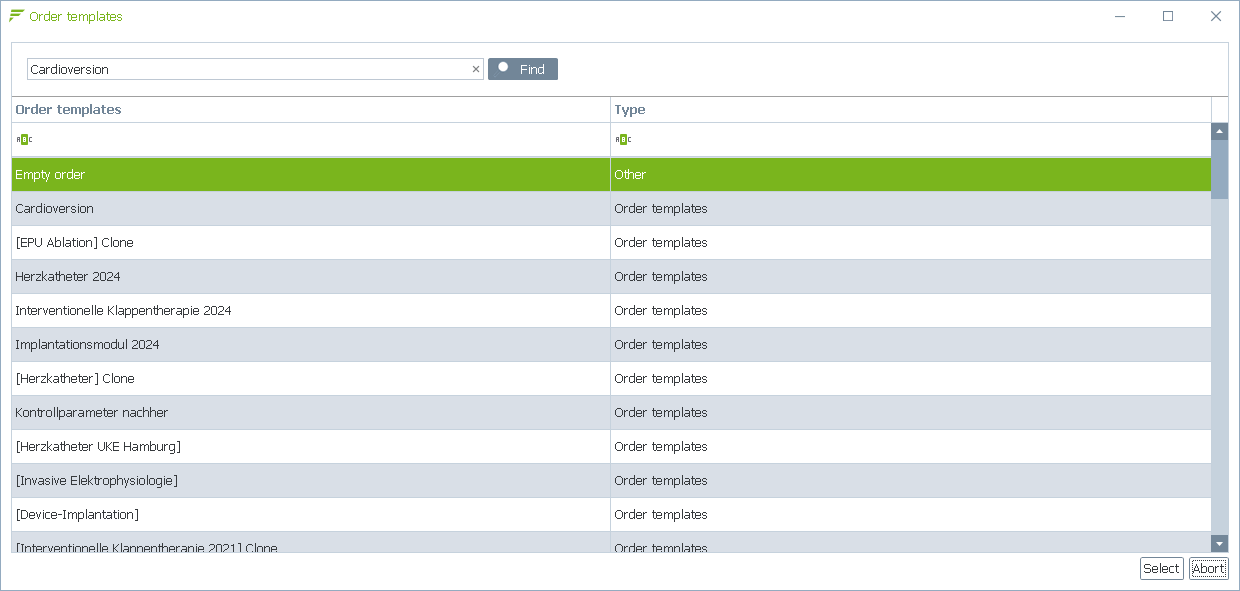 Order templates
Cardioversion
Find
Order templates Type
ABC ABC
Empty order Other
Cardioversion Order templates
[EPU Ablation] Clone Order templates
Herzkatheter 2024 Order templates
Interventionelle Klappentherapie 2024 Order templates
Implantationsmodul 2024 Order templates
[Herzkatheter] Clone Order templates
Kontrollparameter nachher Order templates
[Herzkatheter UKE Hamburg] Order templates
[Invasive Elektrophysiologie] Order templates
[Device-Implantation] Order templates
[Interventionelle Klappentherapie 2021] Clone Order templates
Select Abort